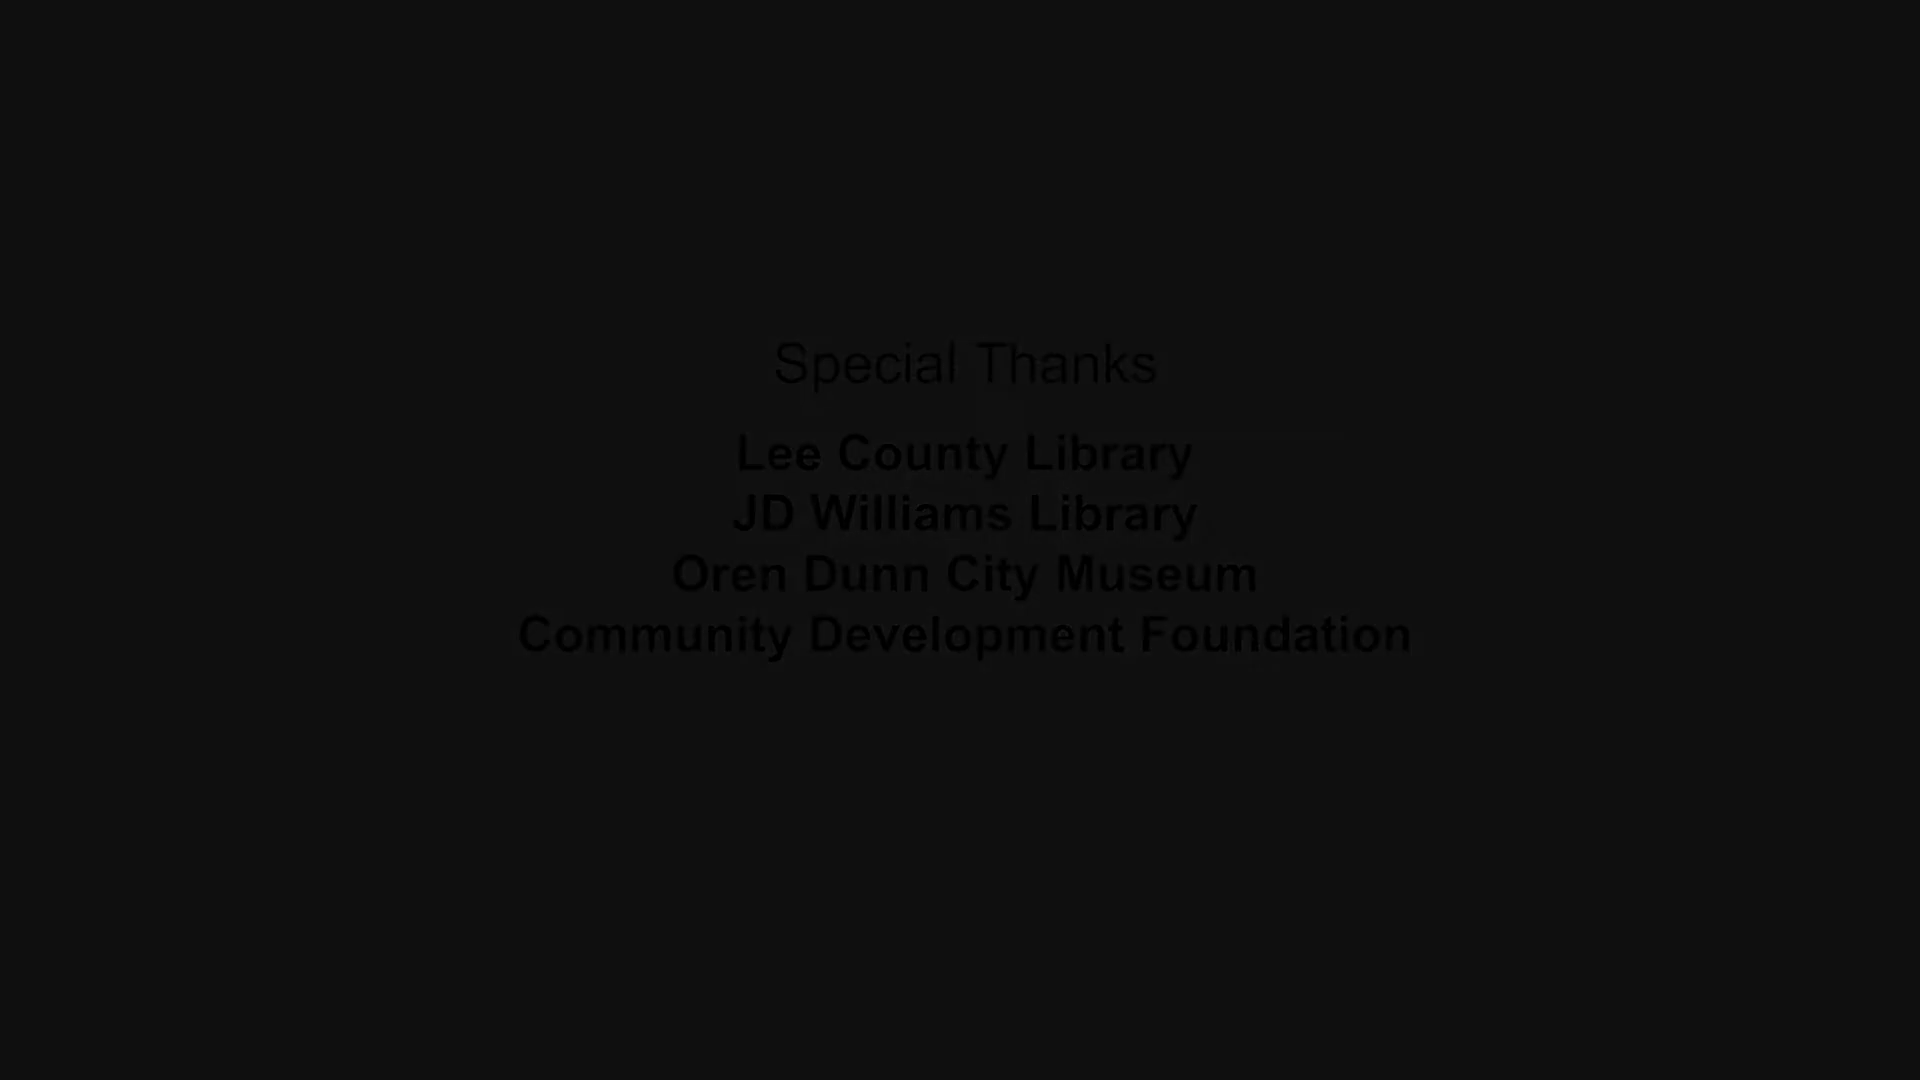 Special Thanks
Lee County Library
JD Williams Library
Oren Dunn City Museum
Community Development Foundation